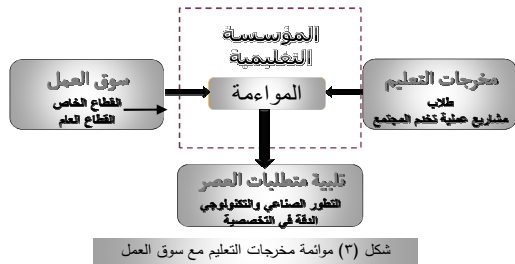 المؤسسة
التعليمية
مخرجات التعليم
طلاب
مشاريع عملية تخدم المجتمع
المواءمة
سوق العمل
القطاع الخاص
القطاع العام
تلبية متطلبات العصر
التطور الصناعي والتكنولوجي
الدقة في التخصصية
شكل (٣) موائمة مخرجات التعليم مع سوق العمل